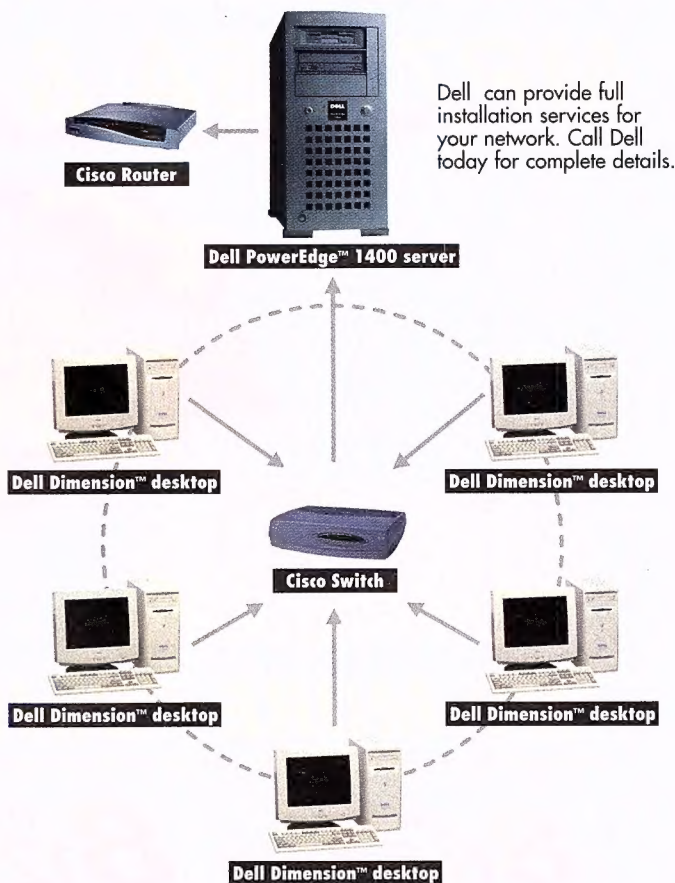 Dell can provide full
installation services for
your network. Call Dell
today for complete details.
Cisco Router
DELL
Dell PowerEdge™ 1400 server
Dell Dimension™ desktop
Dell Dimension™ desktop
Cisco Switch
Dell Dimension™ desktop
Dell Dimension™ desktop
Dell Dimension™ desktop